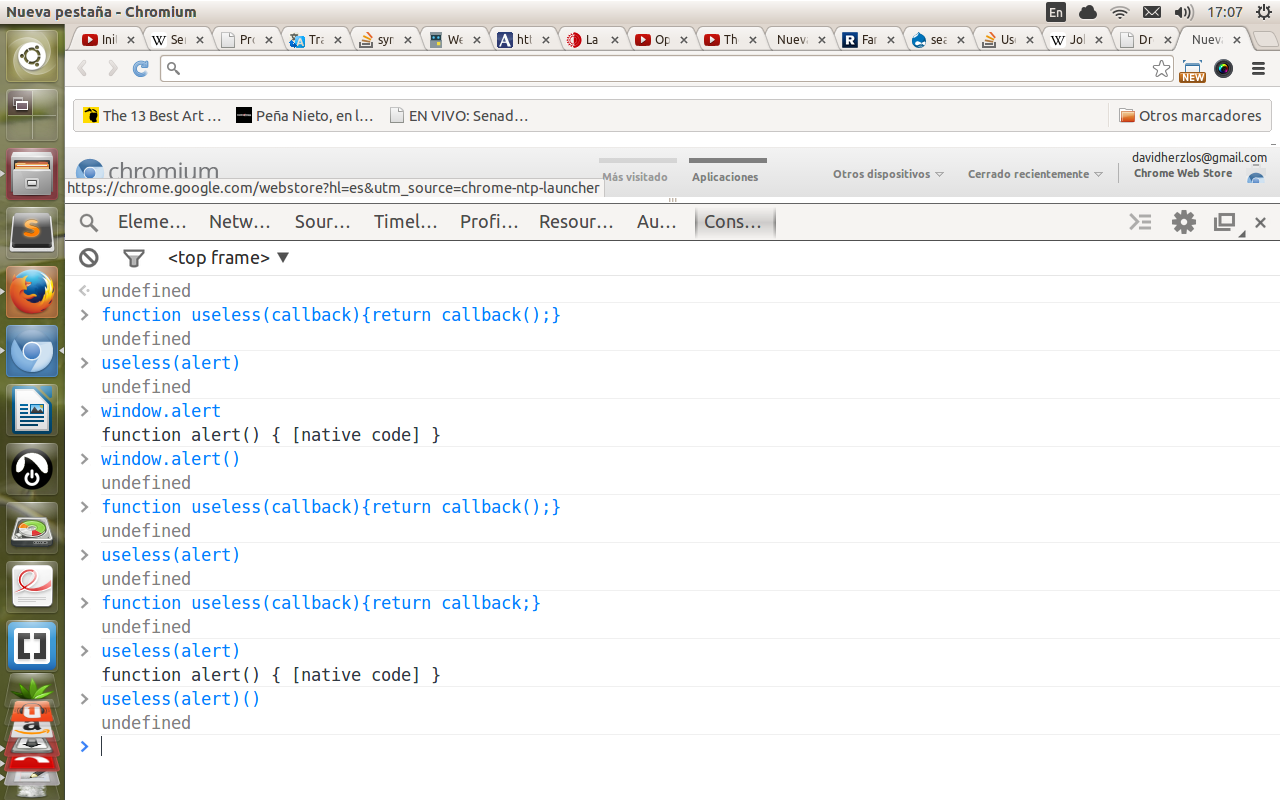 Nueva pestaña - Chromium
En
17:07
Ini
Ser
Pro
Tra
syr
We
htt
La
Op
The
Nueva
Far
sea
Use
Jol
Dr
Nueva
NEW
The 13 Best Art ...
Peña Nieto, en l...
EN VIVO: Senad...
Otros marcadores
chromium
Más visitado
Aplicaciones
Otros dispositivos
Cerrado recientemente
davidherzlos@gmail.com
Chrome Web Store
https://chrome.google.com/webstore?hl=es&utm_source=chrome-ntp-launcher
Eleme...
Netw...
Sour...
Timel...
Profi...
Resour...
Au...
Cons...
<top frame> ▼
undefined
> function useless(callback){return callback();}
undefined
> useless(alert)
undefined
> window.alert
function alert() { [native code] }
> window.alert()
undefined
> function useless(callback){return callback();}
undefined
> useless(alert)
undefined
> function useless(callback){return callback;}
undefined
> useless(alert)
function alert() { [native code] }
> useless(alert)()
undefined
>